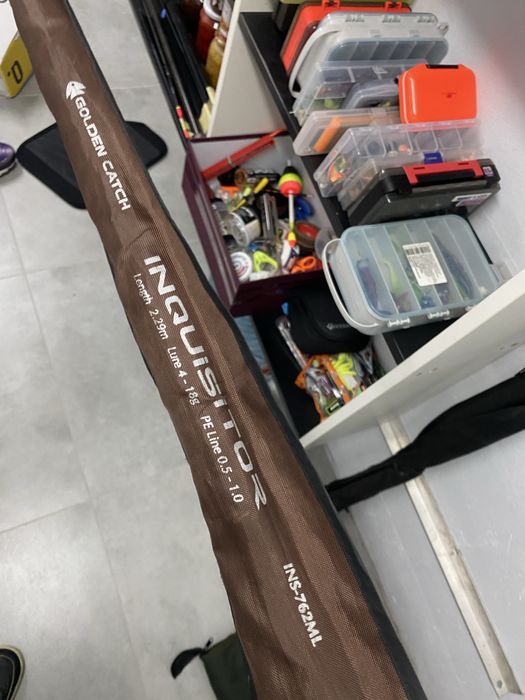 GOLDEN CATCH
INQUISITOR
Length 2.29m Lure 4 - 18g PE Line 0.5 - 1.0
INS-762ML